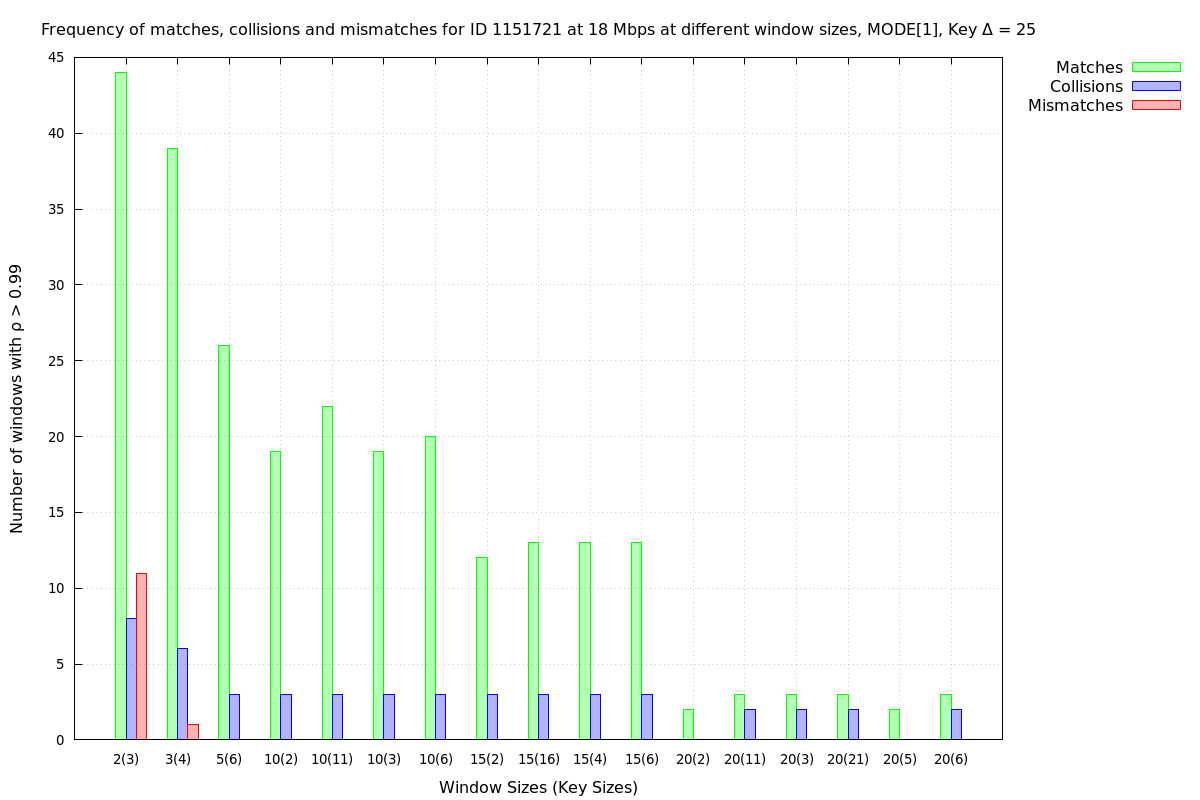 Frequency of matches, collisions and mismatches for ID 1151721 at 18 Mbps at different window sizes, MODE[1], Key Δ = 25
Matches
Collisions
Mismatches
Number of windows with ρ > 0.99
45
40
35
30
25
20
15
10
5
0
2(3) 3(4) 5(6) 10(2) 10(11) 10(3) 10(6) 15(2) 15(16) 15(4) 15(6) 20(2) 20(11) 20(3) 20(21) 20(5) 20(6)
Window Sizes (Key Sizes)